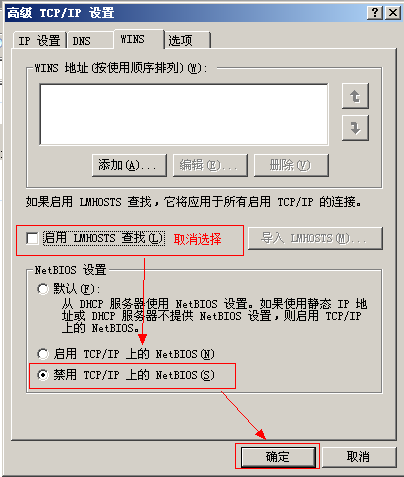 高级 TCP/IP 设置
IP 设置 DNS WINS 选项
WINS 地址(按使用顺序排列)(W):
添加(A)... 编辑(E)... 删除(V)
如果启用 LMHOSTS 查找,它将应用于所有启用 TCP/IP 的连接。
启用 LMHOSTS 查找(L) 取消选择 导入 LMHOSTS(M)...
NetBIOS 设置
默认(F):
从 DHCP 服务器使用 NetBIOS 设置。如果使用静态 IP 地
址或 DHCP 服务器不提供 NetBIOS 设置,则启用 TCP/IP
上的 NetBIOS。
启用 TCP/IP 上的 NetBIOS(N)
禁用 TCP/IP 上的 NetBIOS(S)
确定 取消